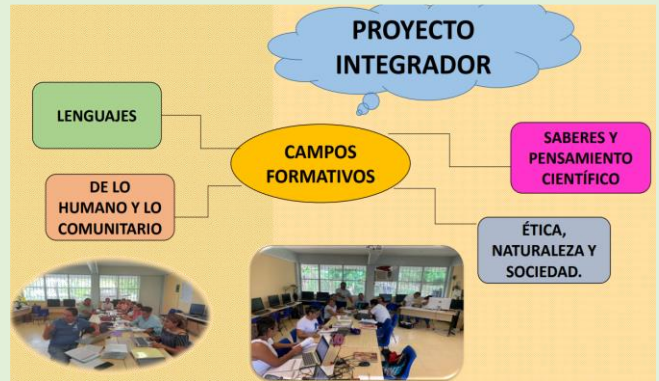 PROYECTO
INTEGRADOR
LENGUAJES
CAMPOS
FORMATIVOS
SABERES Y
PENSAMIENTO
CIENTÍFICO
DE LO
HUMANO Y LO
COMUNITARIO
ÉTICA,
NATURALEZA Y
SOCIEDAD.